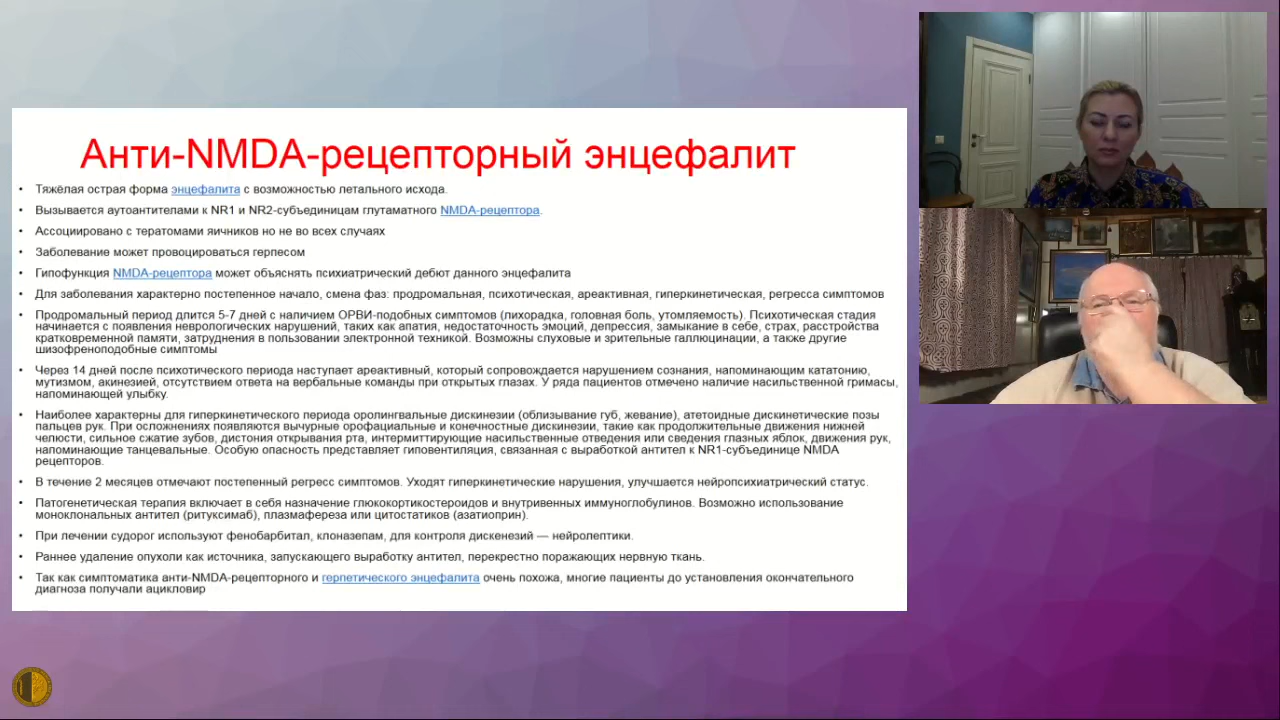 Анти-NMDA-рецепторный энцефалит
• Тяжёлая острая форма энцефалита с возможностью летального исхода.
• Вызывается аутоантителами к NR1 и NR2-субъединицам глутаматного NMDA-рецептора.
• Ассоциировано с тератомами яичников но не во всех случаях
• Заболевание может провоцироваться герпесом
• Гипофункция NMDA-рецептора может объяснять психиатрический дебют данного энцефалита
• Для заболевания характерно постепенное начало, смена фаз: продромальная, психотическая, ареактивная, гиперкинетическая, регресса симптомов
• Продромальный период длится 5-7 дней с наличием ОРВИ-подобных симптомов (лихорадка, головная боль, утомляемость). Психотическая стадия
начинается с появления неврологических нарушений, таких как апатия, недостаточность эмоций, депрессия, замыкание в себе, страх, расстройства
кратковременной памяти, затруднения в пользовании электронной техникой. Возможны слуховые и зрительные галлюцинации, а также другие
шизофреноподобные симптомы
• Через 14 дней после психотического периода наступает ареактивный, который сопровождается нарушением сознания, напоминающим кататонию,
мутизмом, акинезией, отсутствием ответа на вербальные команды при открытых глазах. У ряда пациентов отмечено наличие насильственной гримасы,
напоминающей улыбку.
• Наиболее характерны для гиперкинетического периода оролингвальные дискинезии (облизывание губ, жевание), атетоидные дискинетические позы
пальцев рук. При осложнениях появляются вычурные орофациальные и конечностные дискинезии, такие как продолжительные движения нижней
челюсти, сильное сжатие зубов, дистония открывания рта, интермиттирующие насильственные отведения или сведения глазных яблок, движения рук,
напоминающие танцевальные. Особую опасность представляет гиповентиляция, связанная с выработкой антител к NR1-субъединице NMDA
рецепторов.
• В течение 2 месяцев отмечают постепенный регресс симптомов. Уходят гиперкинетические нарушения, улучшается нейропсихиатрический статус.
• Патогенетическая терапия включает в себя назначение глюкокортикостероидов и внутривенных иммуноглобулинов. Возможно использование
моноклональных антител (ритуксимаб), плазмафереза или цитостатиков (азатиоприн).
• При лечении судорог используют фенобарбитал, клоназепам, для контроля дискенезий — нейролептики.
• Раннее удаление опухоли как источника, запускающего выработку антител, перекрестно поражающих нервную ткань.
• Так как симптоматика анти-NMDA-рецепторного и герпетического энцефалита очень похожа, многие пациенты до установления окончательного
диагноза получали ацикловир